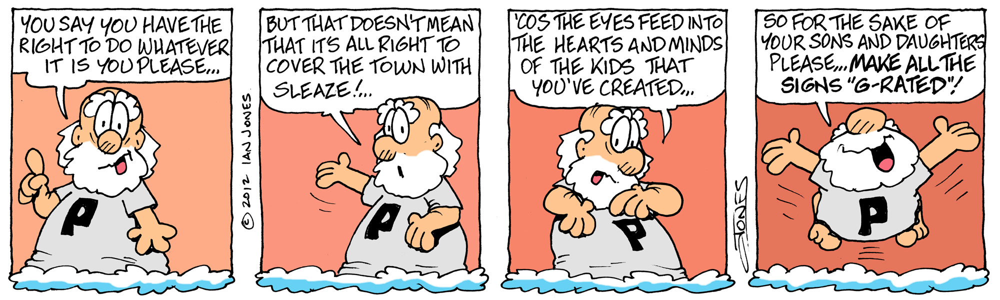 YOU SAY YOU HAVE THE
RIGHT TO DO WHATEVER
IT IS YOU PLEASE...
P
© 2012 IAN JONES
BUT THAT DOESN'T MEAN
THAT IT'S ALL RIGHT TO
COVER THE TOWN WITH
SLEAZE!...
P
'COS THE EYES FEED INTO
THE HEARTS AND MINDS
OF THE KIDS THAT
YOU'VE CREATED...
P
JONES
SO FOR THE SAKE OF
YOUR SONS AND DAUGHTERS
PLEASE... MAKE ALL THE
SIGNS "G-RATED"!
P